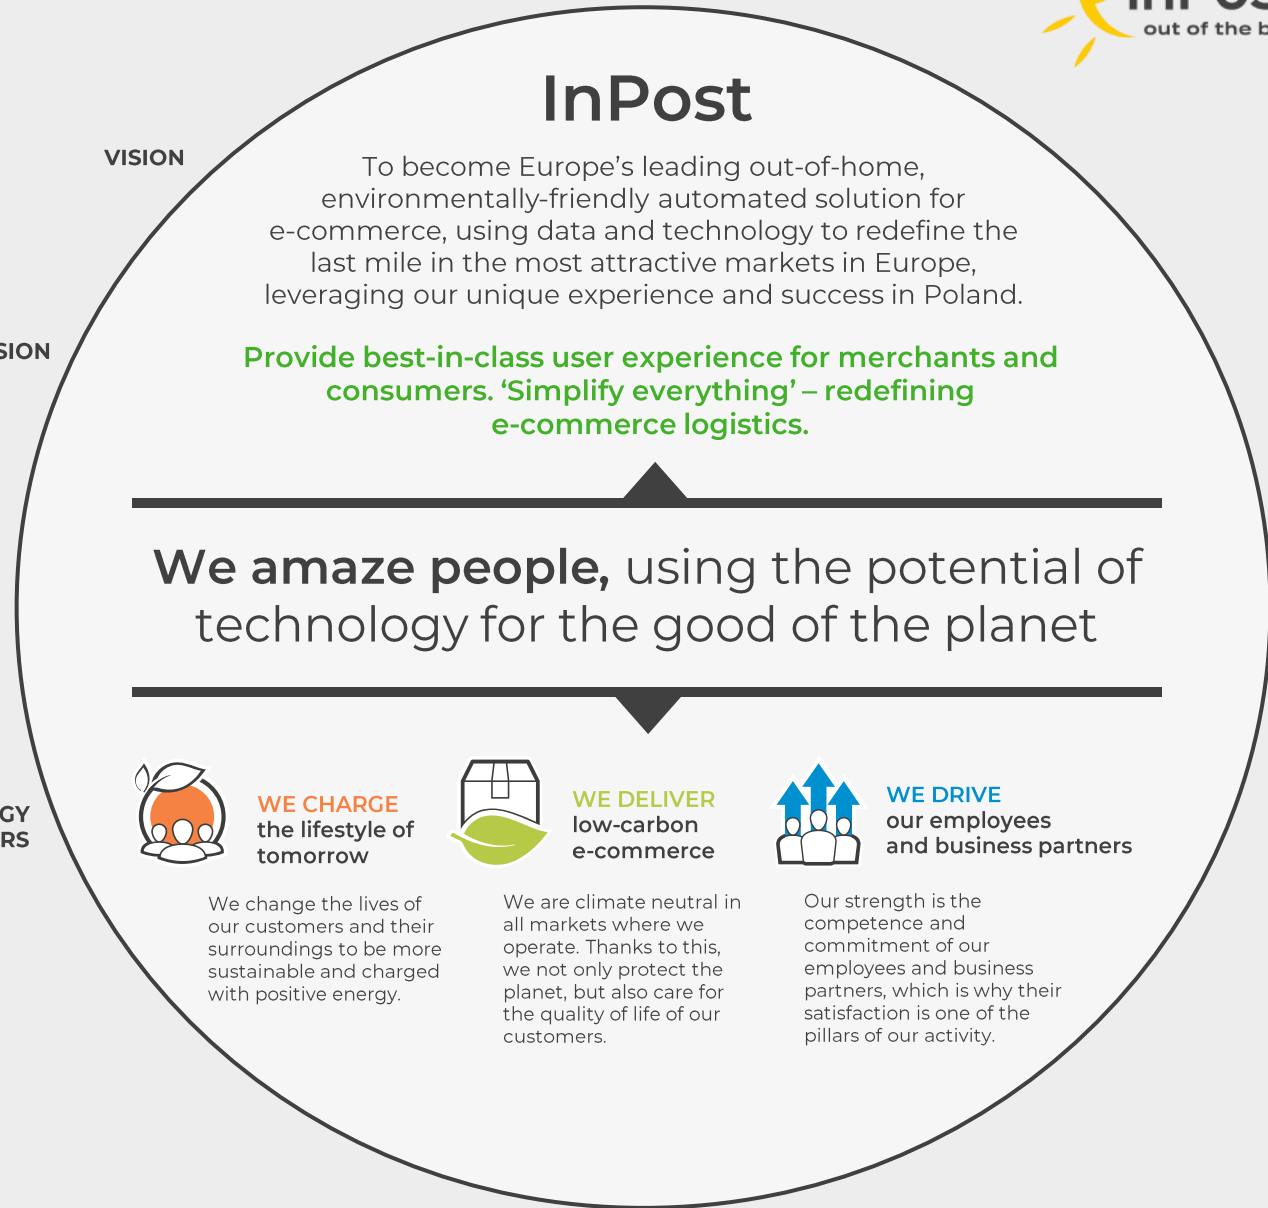 out of the
InPost
VISION
To become Europe’s leading out-of-home,
environmentally-friendly automated solution for
e-commerce, using data and technology to redefine the
last mile in the most attractive markets in Europe,
leveraging our unique experience and success in Poland.
Provide best-in-class user experience for merchants and
consumers. ‘Simplify everything’ – redefining
e-commerce logistics.
We amaze people, using the potential of
technology for the good of the planet
WE CHARGE
the lifestyle of
tomorrow
We change the lives of
our customers and their
surroundings to be more
sustainable and charged
with positive energy.
WE DELIVER
low-carbon
e-commerce
We are climate neutral in
all markets where we
operate. Thanks to this,
we not only protect the
planet, but also care for
the quality of life of our
customers.
WE DRIVE
our employees
and business partners
Our strength is the
competence and
commitment of our
employees and business
partners, which is why their
satisfaction is one of the
pillars of our activity.